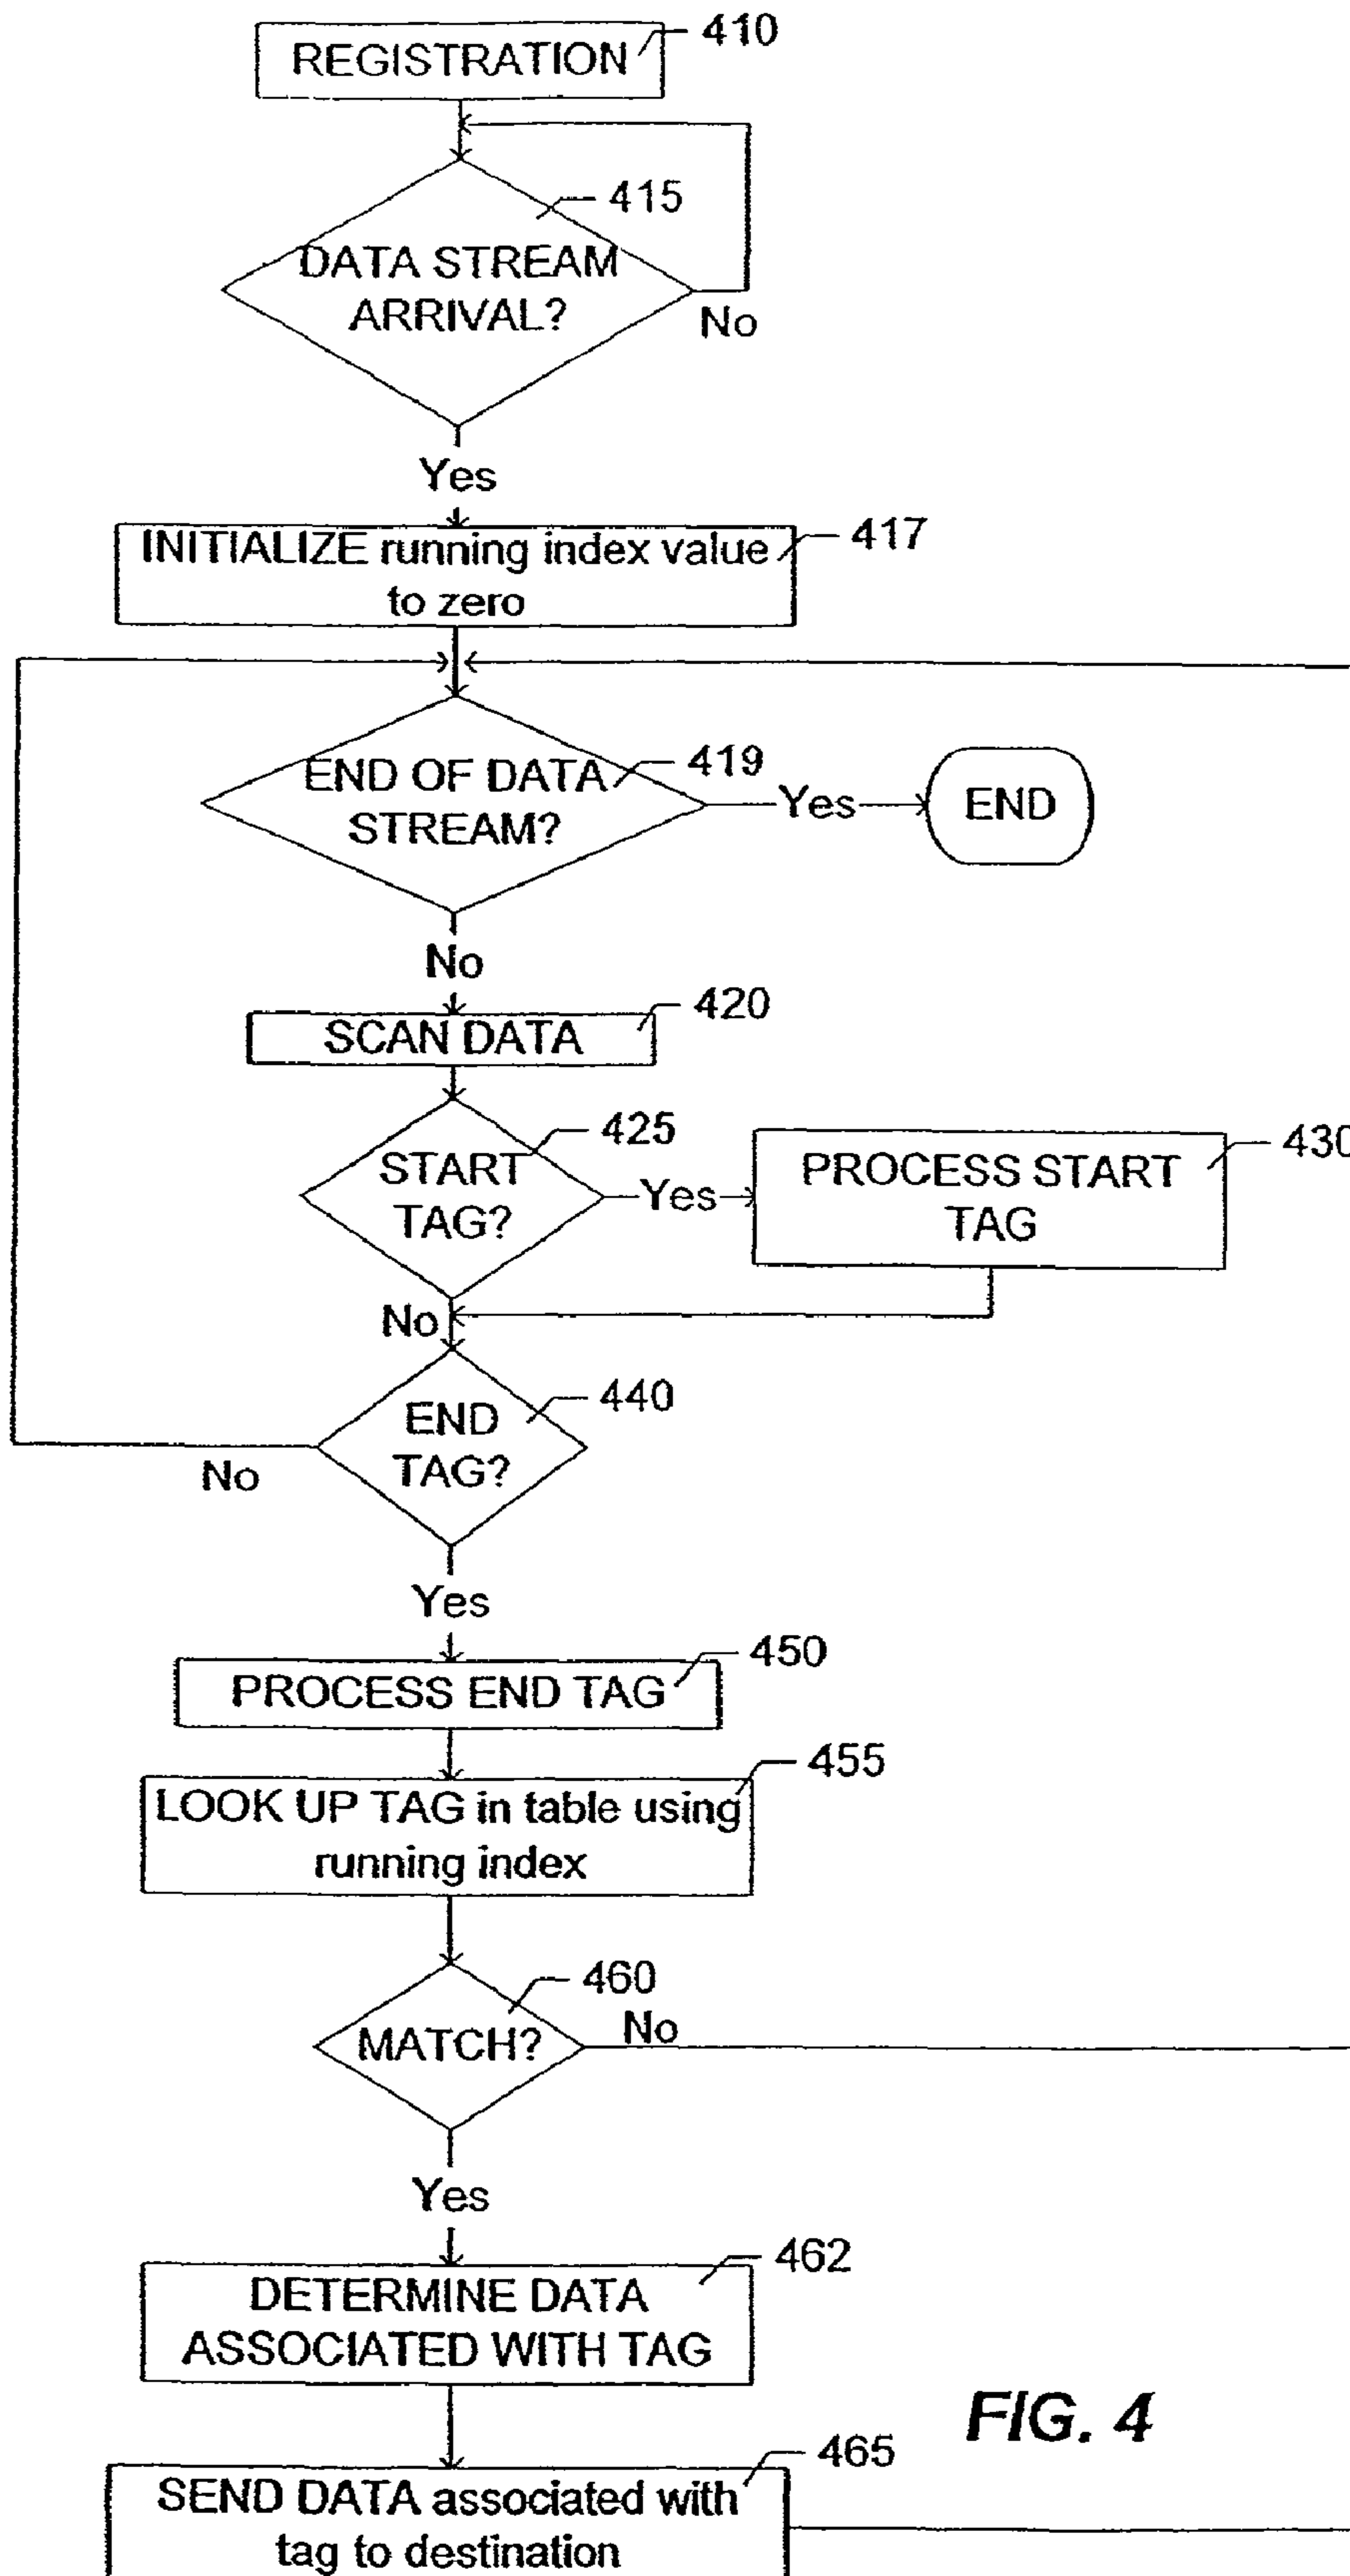 REGISTRATION
410
415
DATA STREAM
ARRIVAL?
No
Yes
INITIALIZE running index value
to zero
417
END OF DATA
STREAM?
419
Yes
END
No
SCAN DATA
420
START
TAG?
425
Yes
PROCESS START
TAG
430
No
END
TAG?
440
No
Yes
PROCESS END TAG
450
LOOK UP TAG in table using
running index
455
MATCH?
460
No
Yes
DETERMINE DATA
ASSOCIATED WITH TAG
462
FIG. 4
SEND DATA associated with
tag to destination
465